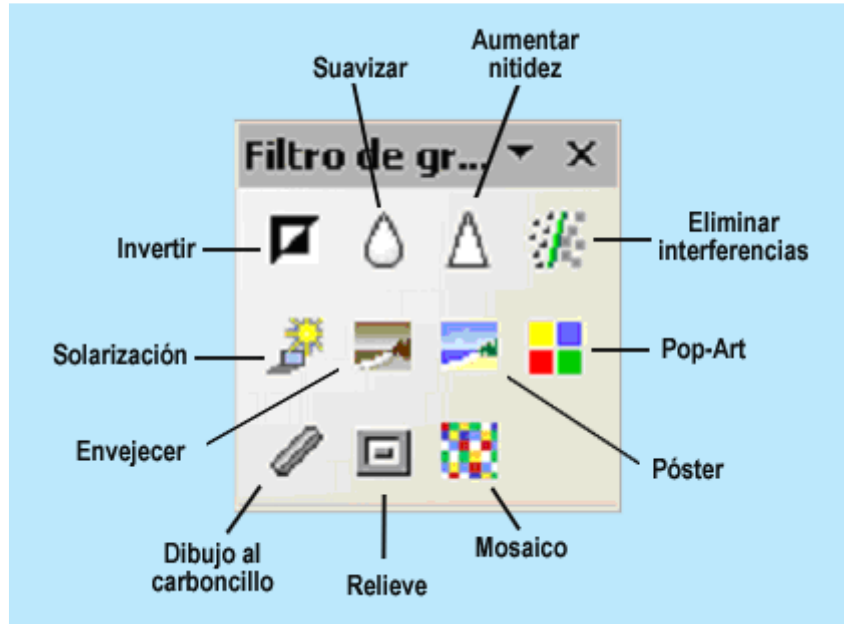 Aumentar
nitidez
Suavizar
Filtro de gr...
Invertir
Eliminar
interferencias
Solarización
Pop-Art
Envejecer
Póster
Dibujo al
carboncillo
Relieve
Mosaico